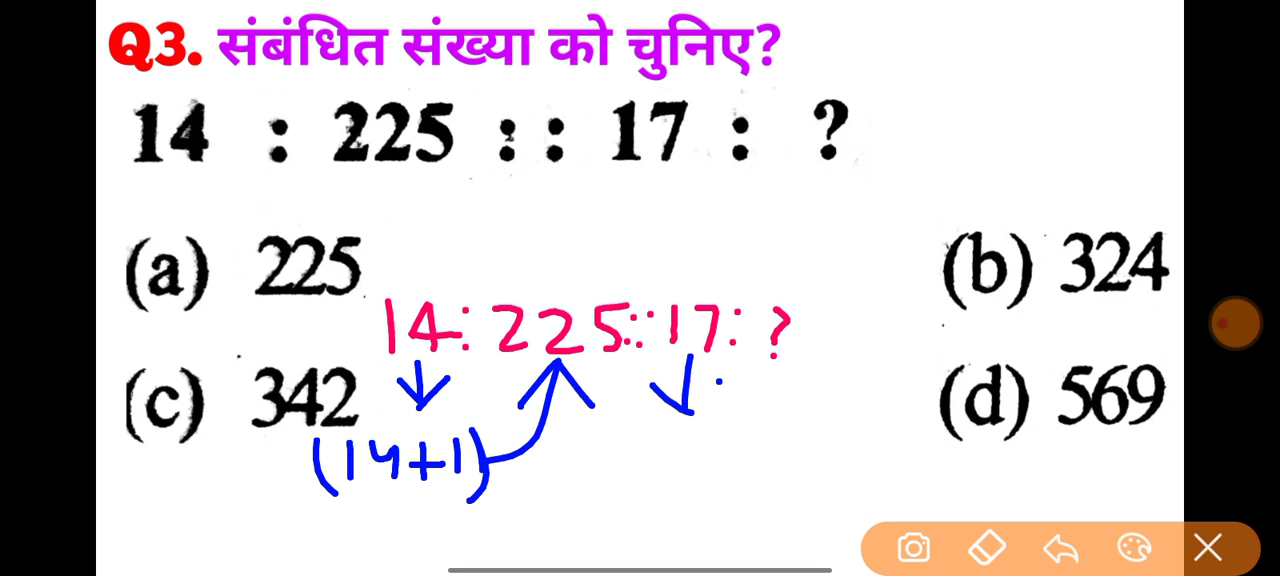 Q3. संबंधित संख्या को चुनिए?
14 : 225 : : 17 : ?
(a) 225
(b) 324
14 : 225 :: 17 : ?
(c) 342
(d) 569
(14+1)